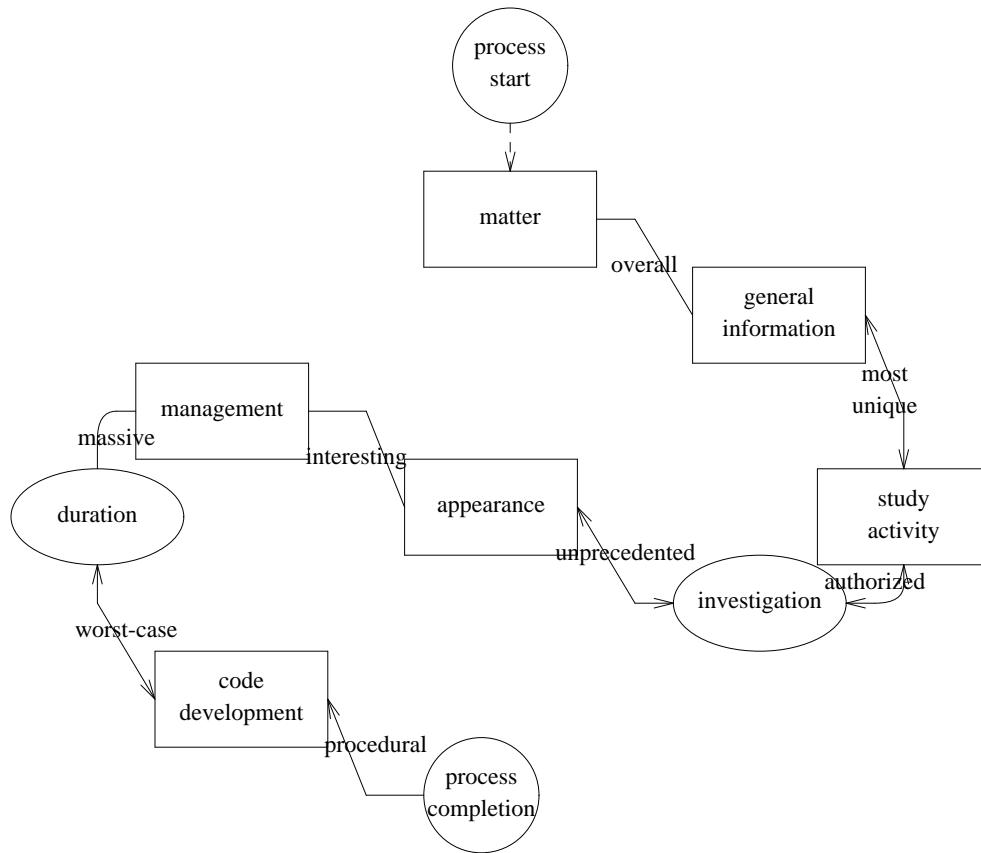 process
start
matter
overall
general
information
most
unique
management
massive
interesting
appearance
study
activity
duration
unprecedented
authorized
investigation
worst-case
code
development
procedural
process
completion